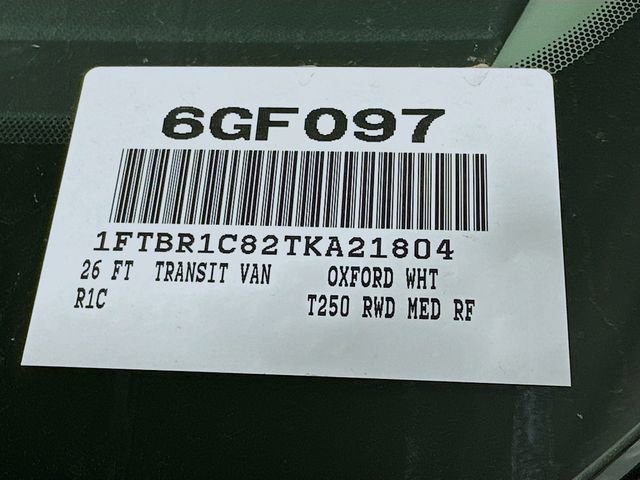 6GF097
1FTBR1C82TKA21804
26 FT TRANSIT VAN OXFORD WHT
R1C T250 RWD MED RF